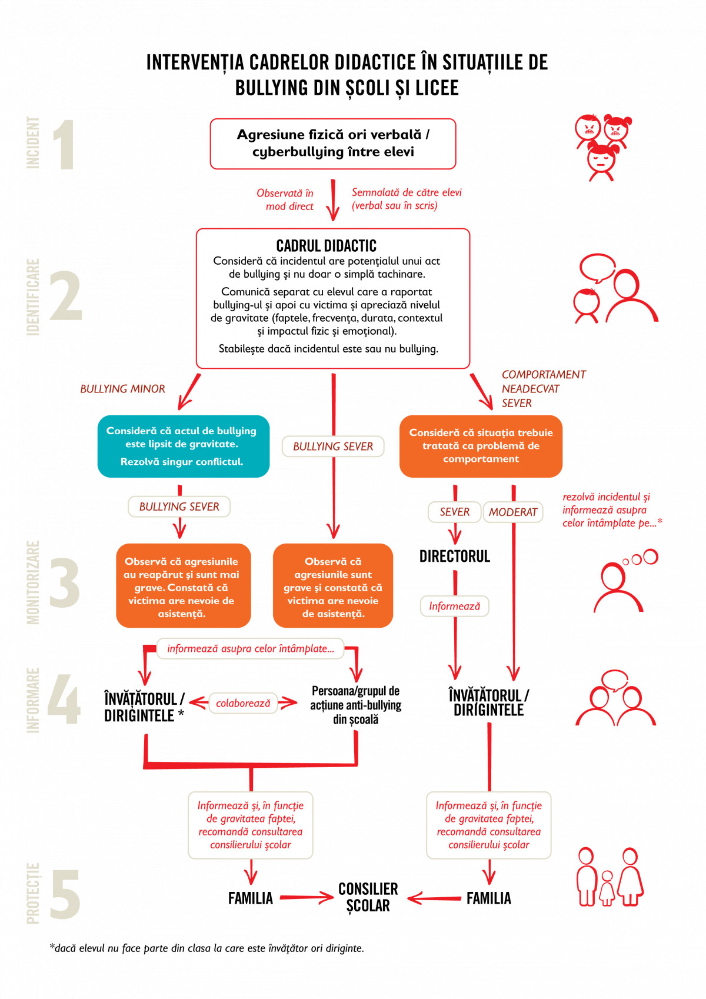 INTERVENȚIA CADRELOR DIDACTICE ÎN SITUAȚIILE DE
BULLYING DIN ȘCOLI ȘI LICEE
INCIDENT
1
Agresiune fizică ori verbală /
cyberbullying între elevi
Observată în
mod direct
Semnalată de către elevi
(verbal sau în scris)
IDENTIFICARE
2
CADRUL DIDACTIC
Consideră că incidentul are potențialul unui act
de bullying și nu doar o simplă tachinare.
Comunică separat cu elevul care a raportat
bullying-ul și apoi cu victima și apreciază nivelul
de gravitate (faptele, frecvența, durata, contextul
și impactul fizic și emoțional).
Stabilește dacă incidentul este sau nu bullying.
BULLYING MINOR
COMPORTAMENT
NEADECVAT
SEVER
Consideră că actul de bullying
este lipsit de gravitate.
Rezolvă singur conflictul.
BULLYING SEVER
Consideră că situația trebuie
tratată ca problemă de
comportament
BULLYING SEVER
SEVER
MODERAT
rezolvă incidentul și
informează asupra
celor întâmplate pe...*
MONITORIZARE
3
Observă că agresiunile
au reapărut și sunt mai
grave. Constată că
victima are nevoie de
asistență.
Observă că
agresiunile sunt
grave și constată că
victima are nevoie
de asistență.
DIRECTORUL
Informează
informează asupra celor întâmplate...
INFORMARE
4
ÎNVĂȚĂTORUL /
DIRIGINTELE *
colaborează
Persoana/grupul de
acțiune anti-bullying
din școală
ÎNVĂȚĂTORUL /
DIRIGINTELE
Informează și, în funcție
de gravitatea faptei,
recomandă consultarea
consilierului școlar
Informează și, în funcție
de gravitatea faptei,
recomandă consultarea
consilierului școlar
PROTECȚIE
5
FAMILIA
CONSILIER
ȘCOLAR
FAMILIA
*dacă elevul nu face parte din clasa la care este învățător ori diriginte.